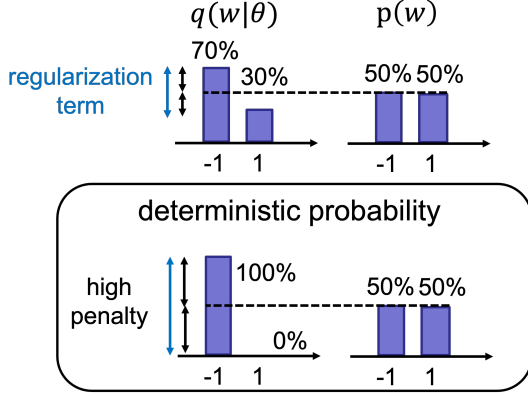 q(w|θ) p(w)
70%
30%
50% 50%
regularization
term
-1 1 -1 1
deterministic probability
100%
high
penalty
50% 50%
0%
-1 1 -1 1